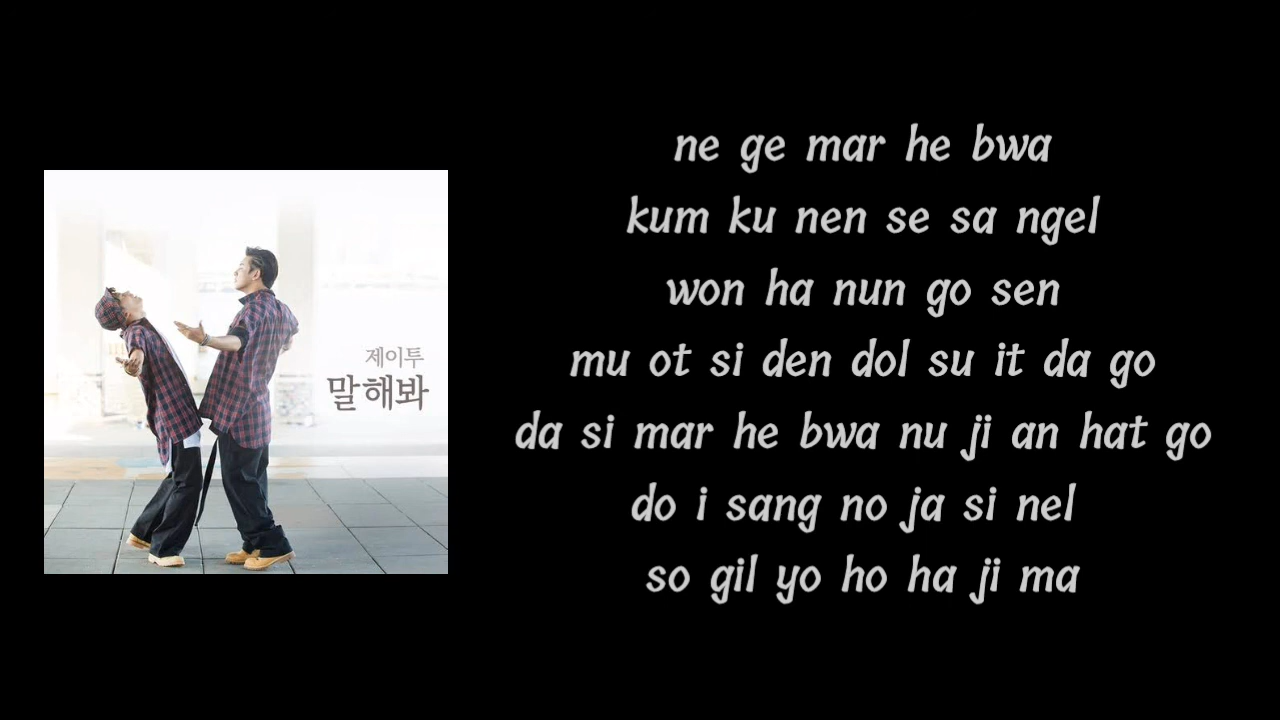 제이투
말해봐
ne ge mar he bwa
kum ku nen se sa ngel
won ha nun go sen
mu ot si den dol su it da go
da si mar he bwa nu ji an hat go
do i sang no ja si nel
so gil yo ho ha ji ma